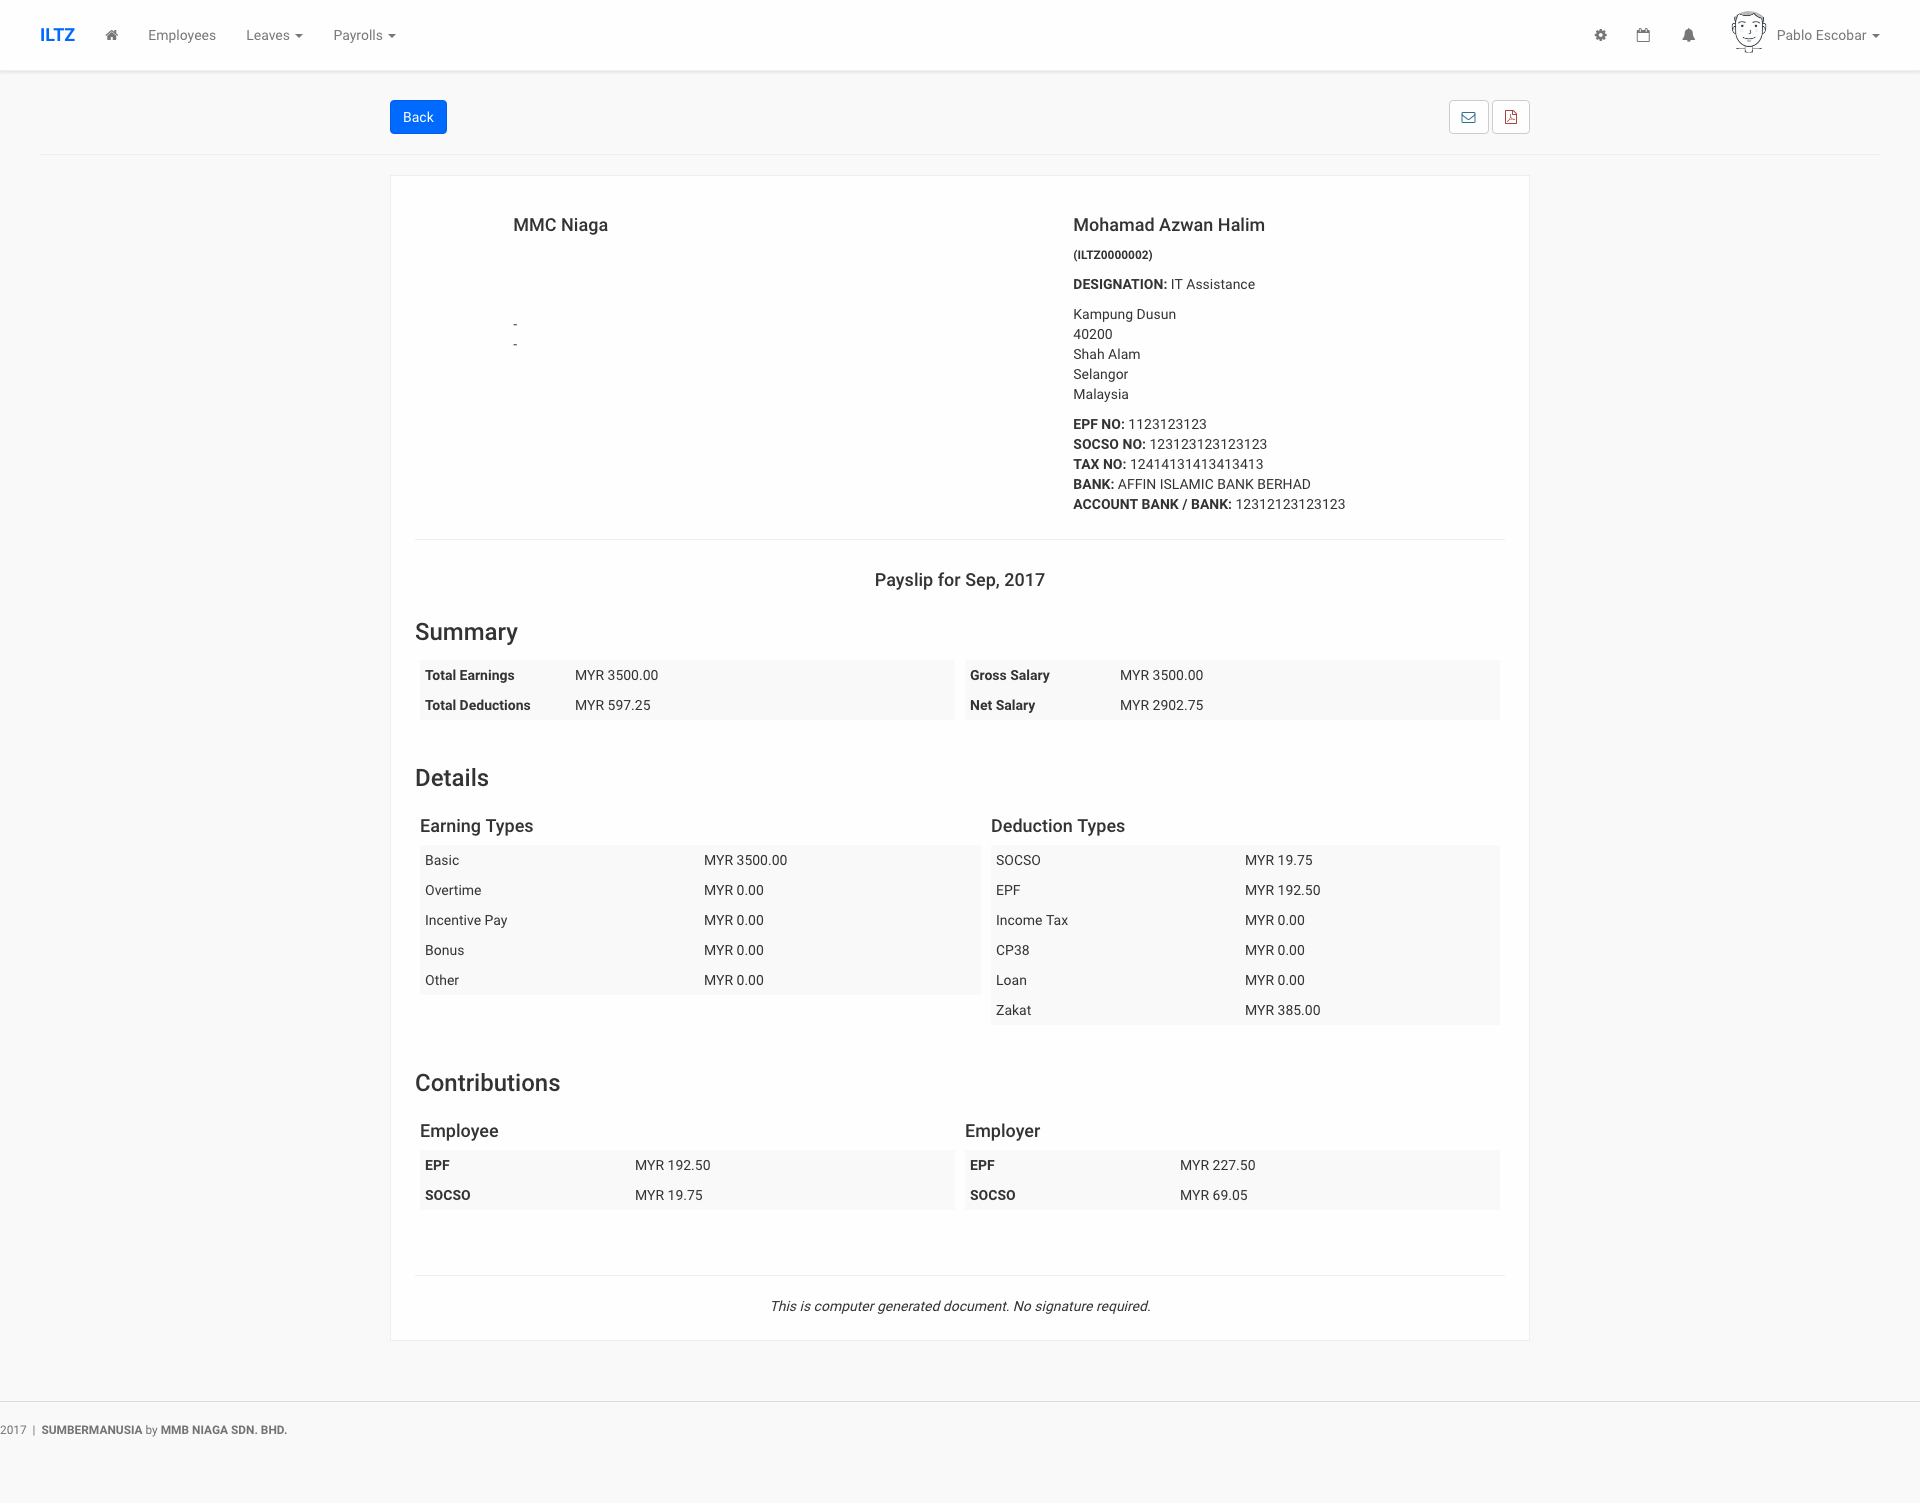 ILTZ Employees Leaves Payrolls Pablo Escobar
Back
MMC Niaga
-
-
Mohamad Azwan Halim
(ILTZ0000002)
DESIGNATION: IT Assistance
Kampung Dusun
40200
Shah Alam
Selangor
Malaysia
EPF NO: 1123123123
SOCSO NO: 123123123123123
TAX NO: 12414131413413413
BANK: AFFIN ISLAMIC BANK BERHAD
ACCOUNT BANK / BANK: 12312123123123
Payslip for Sep, 2017
Summary
Total Earnings MYR 3500.00 Gross Salary MYR 3500.00
Total Deductions MYR 597.25 Net Salary MYR 2902.75
Details
Earning Types
Basic MYR 3500.00
Overtime MYR 0.00
Incentive Pay MYR 0.00
Bonus MYR 0.00
Other MYR 0.00
Deduction Types
SOCSO MYR 19.75
EPF MYR 192.50
Income Tax MYR 0.00
CP38 MYR 0.00
Loan MYR 0.00
Zakat MYR 385.00
Contributions
Employee
EPF MYR 192.50
SOCSO MYR 19.75
Employer
EPF MYR 227.50
SOCSO MYR 69.05
This is computer generated document. No signature required.
2017 | SUMBERMANUSIA by MMB NIAGA SDN. BHD.